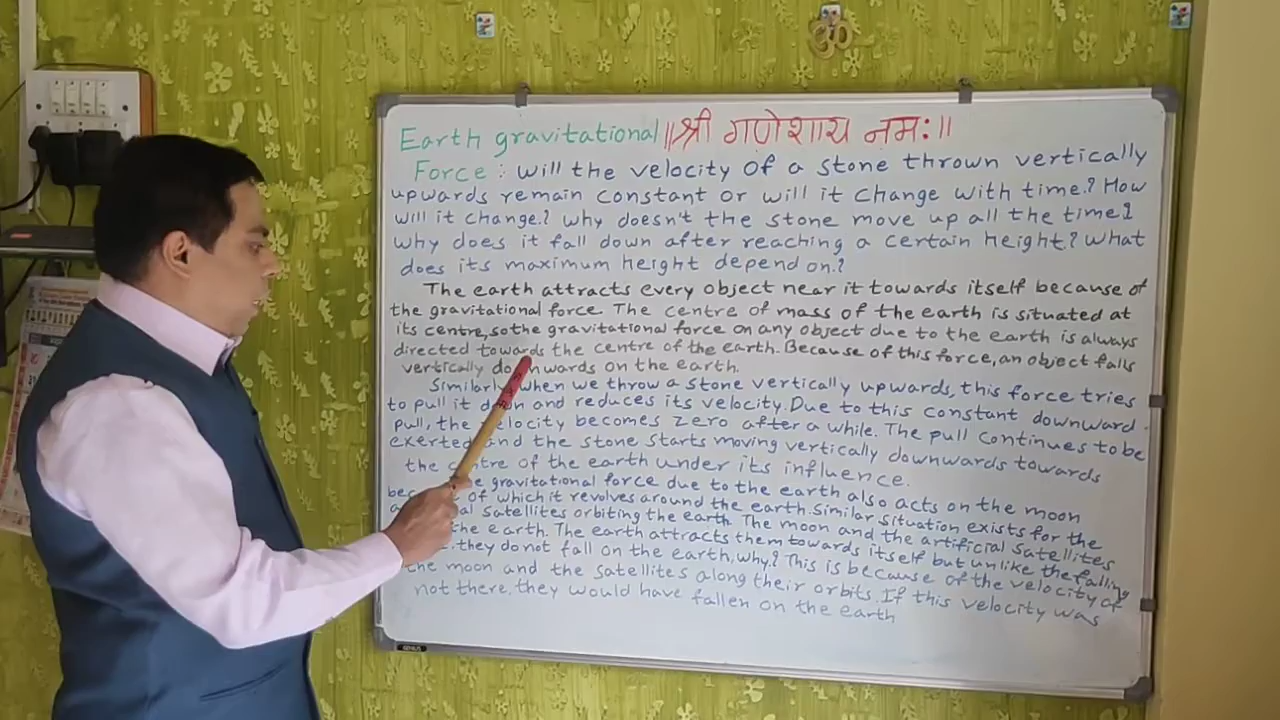 Earth gravitational ॥ श्री गणेशाय नमः ॥
Force : Will the velocity of a stone thrown vertically
upwards remain constant or will it change with time? How
will it change? Why doesn't the stone move up all the time?
Why does it fall down after reaching a certain height? What
does its maximum height depend on?
The earth attracts every object near it towards itself because of
the gravitational force. The centre of mass of the earth is situated at
its centre, so the gravitational force on any object due to the earth is always
directed towards the centre of the earth. Because of this force, an object falls
vertically downwards on the earth.
Similarly when we throw a stone vertically upwards, this force tries
to pull it down and reduces its velocity. Due to this constant downward
pull, the velocity becomes zero after a while. The pull continues to be
exerted and the stone starts moving vertically downwards towards
the centre of the earth under its influence.
gravitational force due to the earth also acts on the moon
of which it revolves around the earth. Similar situation exists for the
satellites orbiting the earth. The moon and the artificial satellites
the earth. The earth attracts them towards itself but unlike the falling
they do not fall on the earth, why? This is because of the velocity of
the moon and the satellites along their orbits. If this velocity was
not there, they would have fallen on the earth
GENIUS